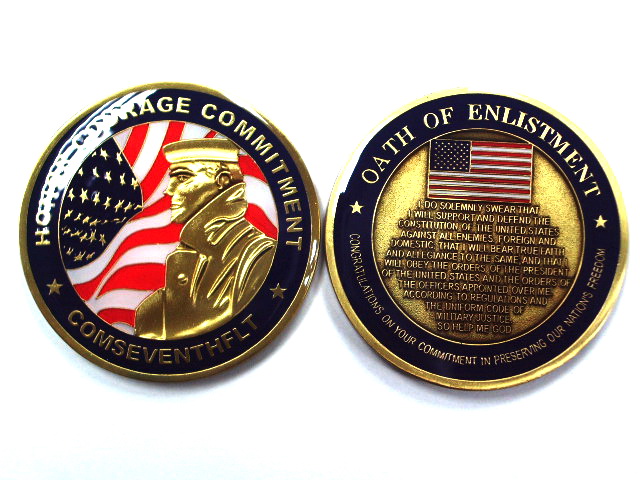 HONOR COURAGE COMMITMENT
COMSEVENTHFLT
OATH OF ENLISTMENT
I DO SOLEMNLY SWEAR THAT
I WILL SUPPORT AND DEFEND THE
CONSTITUTION OF THE UNITED STATES
AGAINST ALL ENEMIES, FOREIGN AND
DOMESTIC, THAT I WILL BEAR TRUE FAITH
AND ALLEGIANCE TO THE SAME, AND THAT I
WILL OBEY THE ORDERS OF THE PRESIDENT
OF THE UNITED STATES AND THE ORDERS OF
THE OFFICERS APPOINTED OVER ME,
ACCORDING TO REGULATIONS AND
THE UNIFORM CODE OF
MILITARY JUSTICE.
SO HELP ME GOD.
CONGRATULATIONS ON YOUR COMMITMENT IN PRESERVING OUR NATION'S FREEDOM